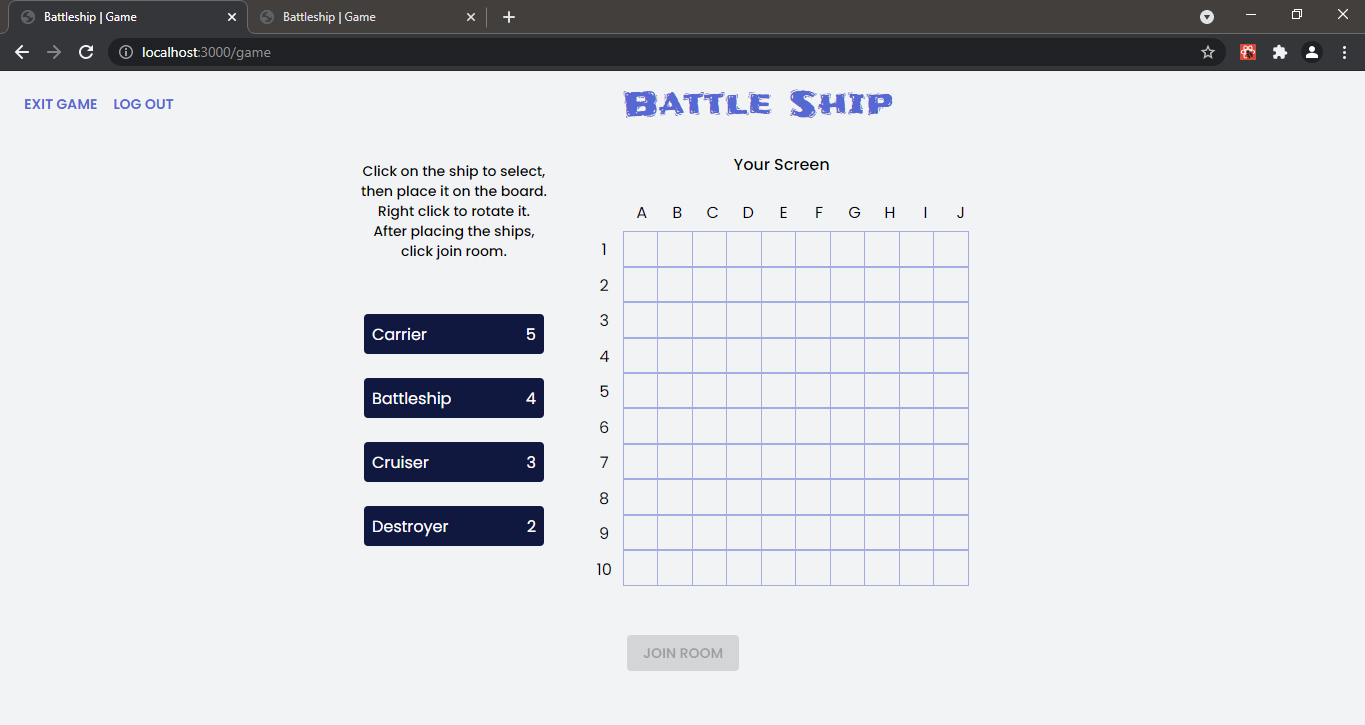 Battleship | Game
Battleship | Game
localhost:3000/game
EXIT GAME LOG OUT
Battle Ship
Click on the ship to select,
then place it on the board.
Right click to rotate it.
After placing the ships,
click join room.
Carrier 5
Battleship 4
Cruiser 3
Destroyer 2
Your Screen
A B C D E F G H I J
1
2
3
4
5
6
7
8
9
10
JOIN ROOM